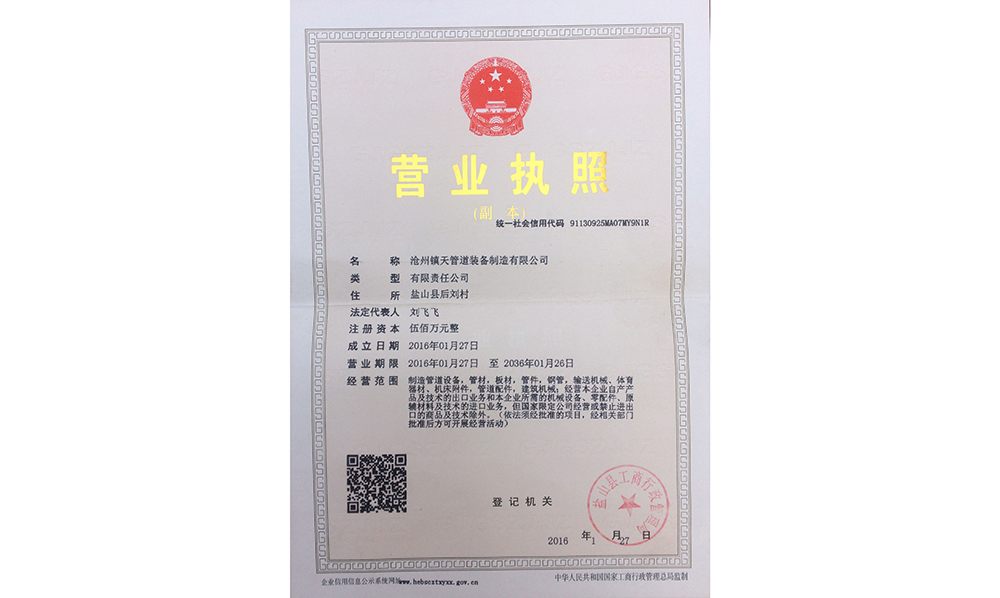 营业执照
(副 本)
统一社会信用代码 91130925MA07MY9N1R
名 称 沧州镇天管道装备制造有限公司
类 型 有限责任公司
住 所 盐山县后刘村
法定代表人 刘飞飞
注册资本 伍佰万元整
成立日期 2016年01月27日
营业期限 2016年01月27日 至 2036年01月26日
经营范围 制造管道设备，管材，板材，管件，钢管，输送机械、体育
器材、机床附件，管道配件，建筑机械；经营本企业自产产
品及技术的出口业务和本企业所需的机械设备、零配件、原
辅材料及技术的进口业务，但国家限定公司经营或禁止进出
口的商品及技术除外。（依法须经批准的项目，经相关部门
批准后方可开展经营活动）
登记机关
盐山县工商行政管理局
2016 年 1 月 27 日
企业信用信息公示系统网址www.hebscztxyxx.gov.cn
中华人民共和国国家工商行政管理总局监制